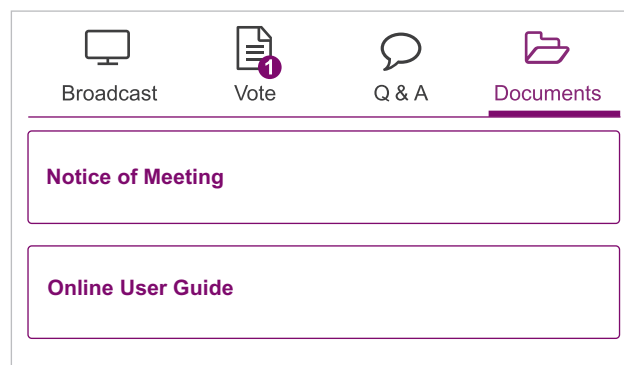 1
Broadcast Vote Q & A Documents
Notice of Meeting
Online User Guide